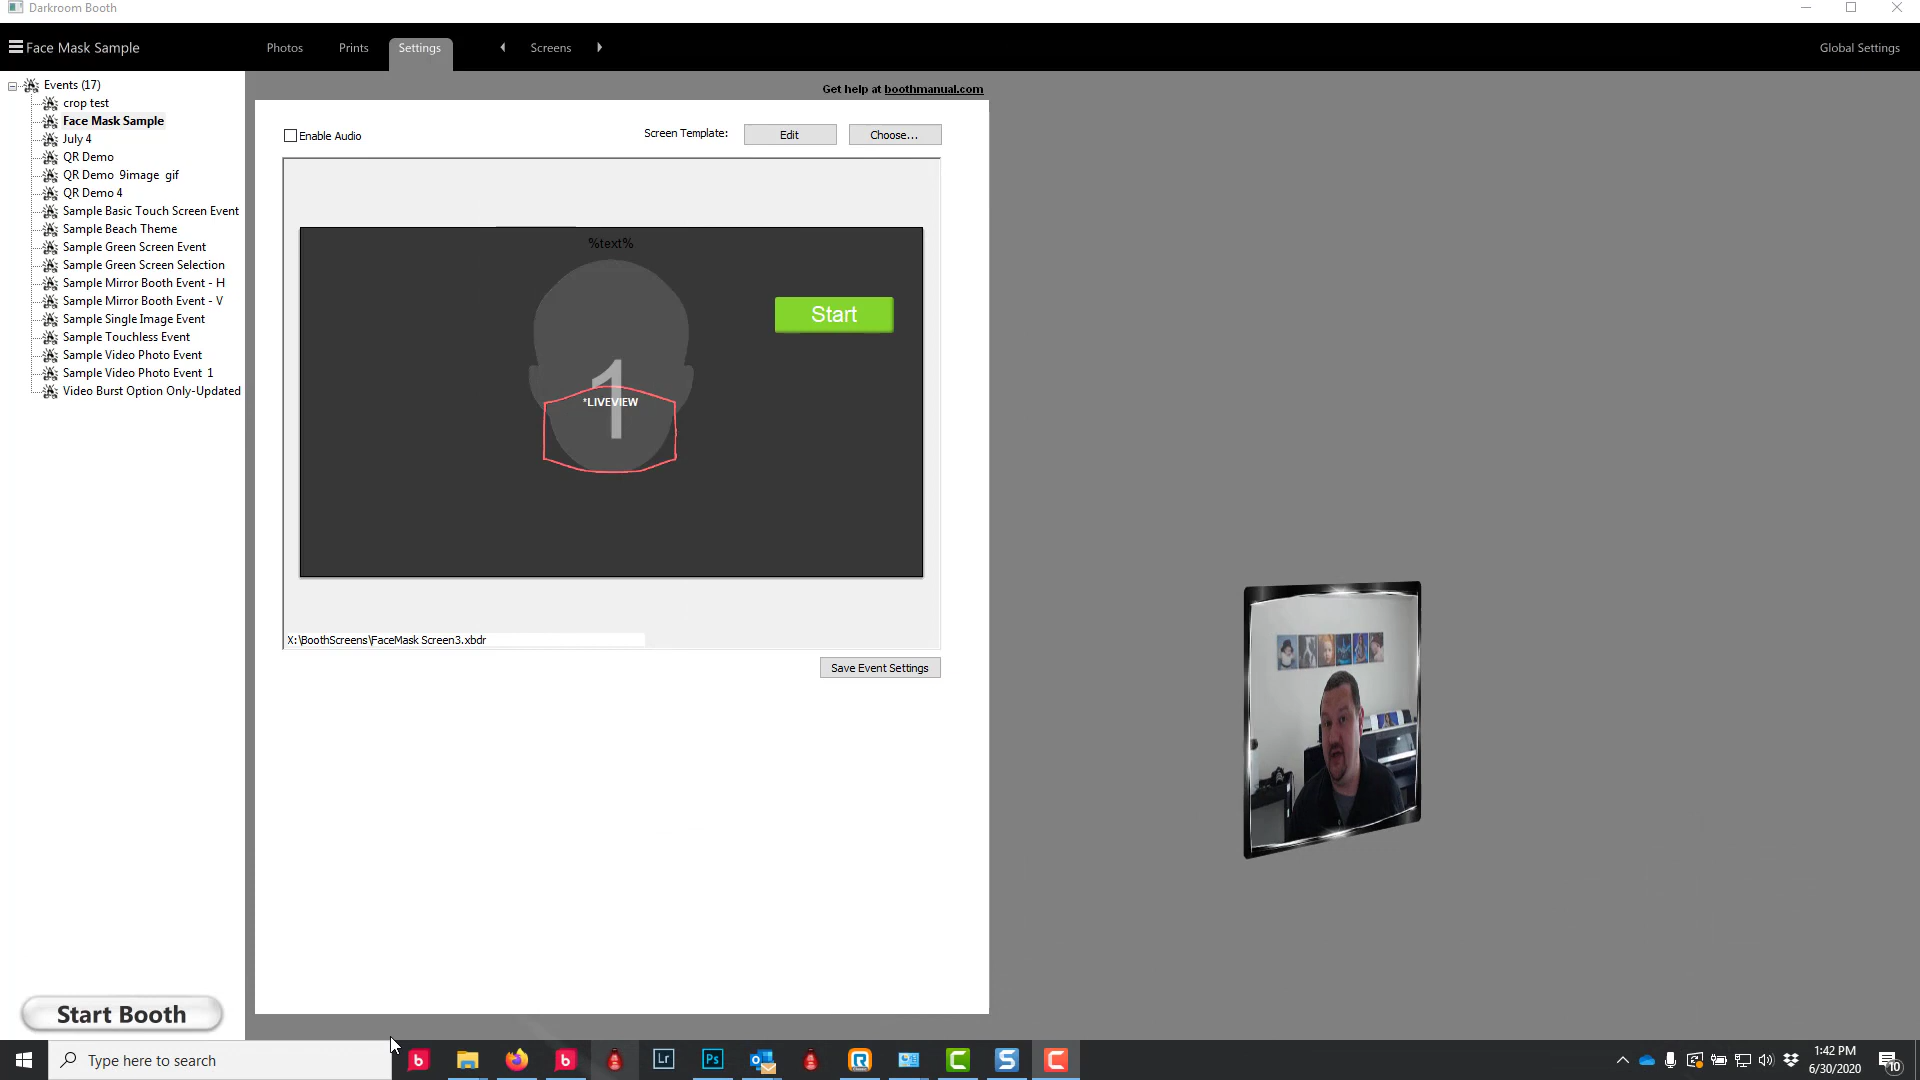 Darkroom Booth
Face Mask Sample
Photos
Prints
Settings
Screens
Global Settings
Events (17)
crop test
Face Mask Sample
July 4
QR Demo
QR Demo 9image gif
QR Demo 4
Sample Basic Touch Screen Event
Sample Beach Theme
Sample Green Screen Event
Sample Green Screen Selection
Sample Mirror Booth Event - H
Sample Mirror Booth Event - V
Sample Single Image Event
Sample Touchless Event
Sample Video Photo Event
Sample Video Photo Event 1
Video Burst Option Only-Updated
Get help at boothmanual.com
Enable Audio
Screen Template:
Edit
Choose...
%text%
Start
1
*LIVEVIEW
X:\BoothScreens\FaceMask Screen3.xbdr
Save Event Settings
Start Booth
Type here to search
b
b
Lr
Ps
R
C
S
C
1:42 PM
6/30/2020
10